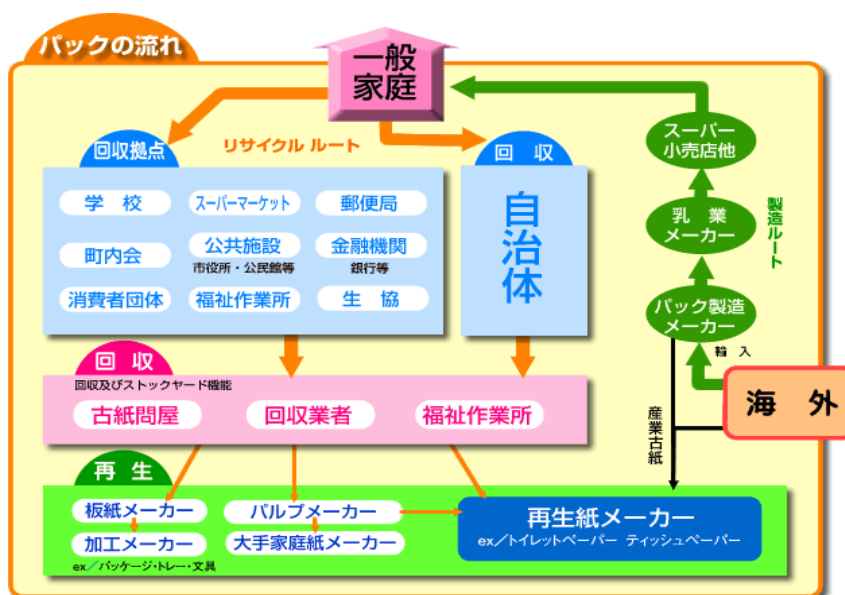 パックの流れ
一般
家庭
リサイクル ルート
回収拠点
学 校
スーパーマーケット
郵便局
町内会
公共施設
市役所・公民館等
金融機関
銀行等
消費者団体
福祉作業所
生 協
回 収
自治体
スーパー
小売店他
乳 業
メーカー
パック製造
メーカー
製造ルート
輸 入
海 外
産業古紙
回 収
回収及びストックヤード機能
古紙問屋
回収業者
福祉作業所
再 生
板紙メーカー
加工メーカー
ex／パッケージ・トレー・文具
パルプメーカー
大手家庭紙メーカー
再生紙メーカー
ex／トイレットペーパー ティッシュペーパー